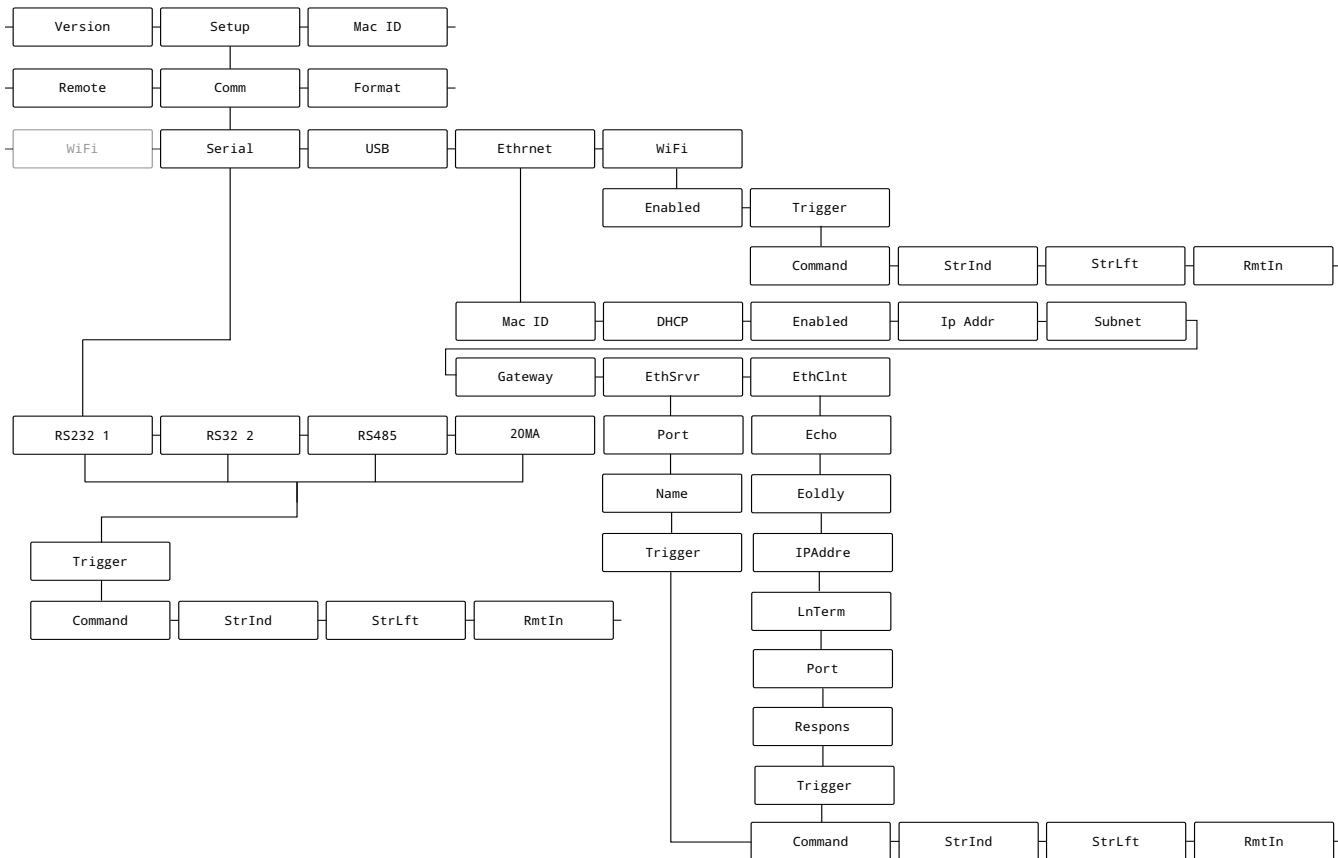 Version Setup Mac ID
Remote Comm Format
WiFi Serial USB Ethrnet WiFi
Enabled Trigger
Command StrInd StrLft RmtIn
Mac ID DHCP Enabled Ip Addr Subnet
Gateway EthSrvr EthClnt
RS232 1 RS32 2 RS485 20MA Port Echo
Name Eoldly
Trigger Trigger IPAddre
Command StrInd StrLft RmtIn LnTerm
Port
Respons
Trigger
Command StrInd StrLft RmtIn